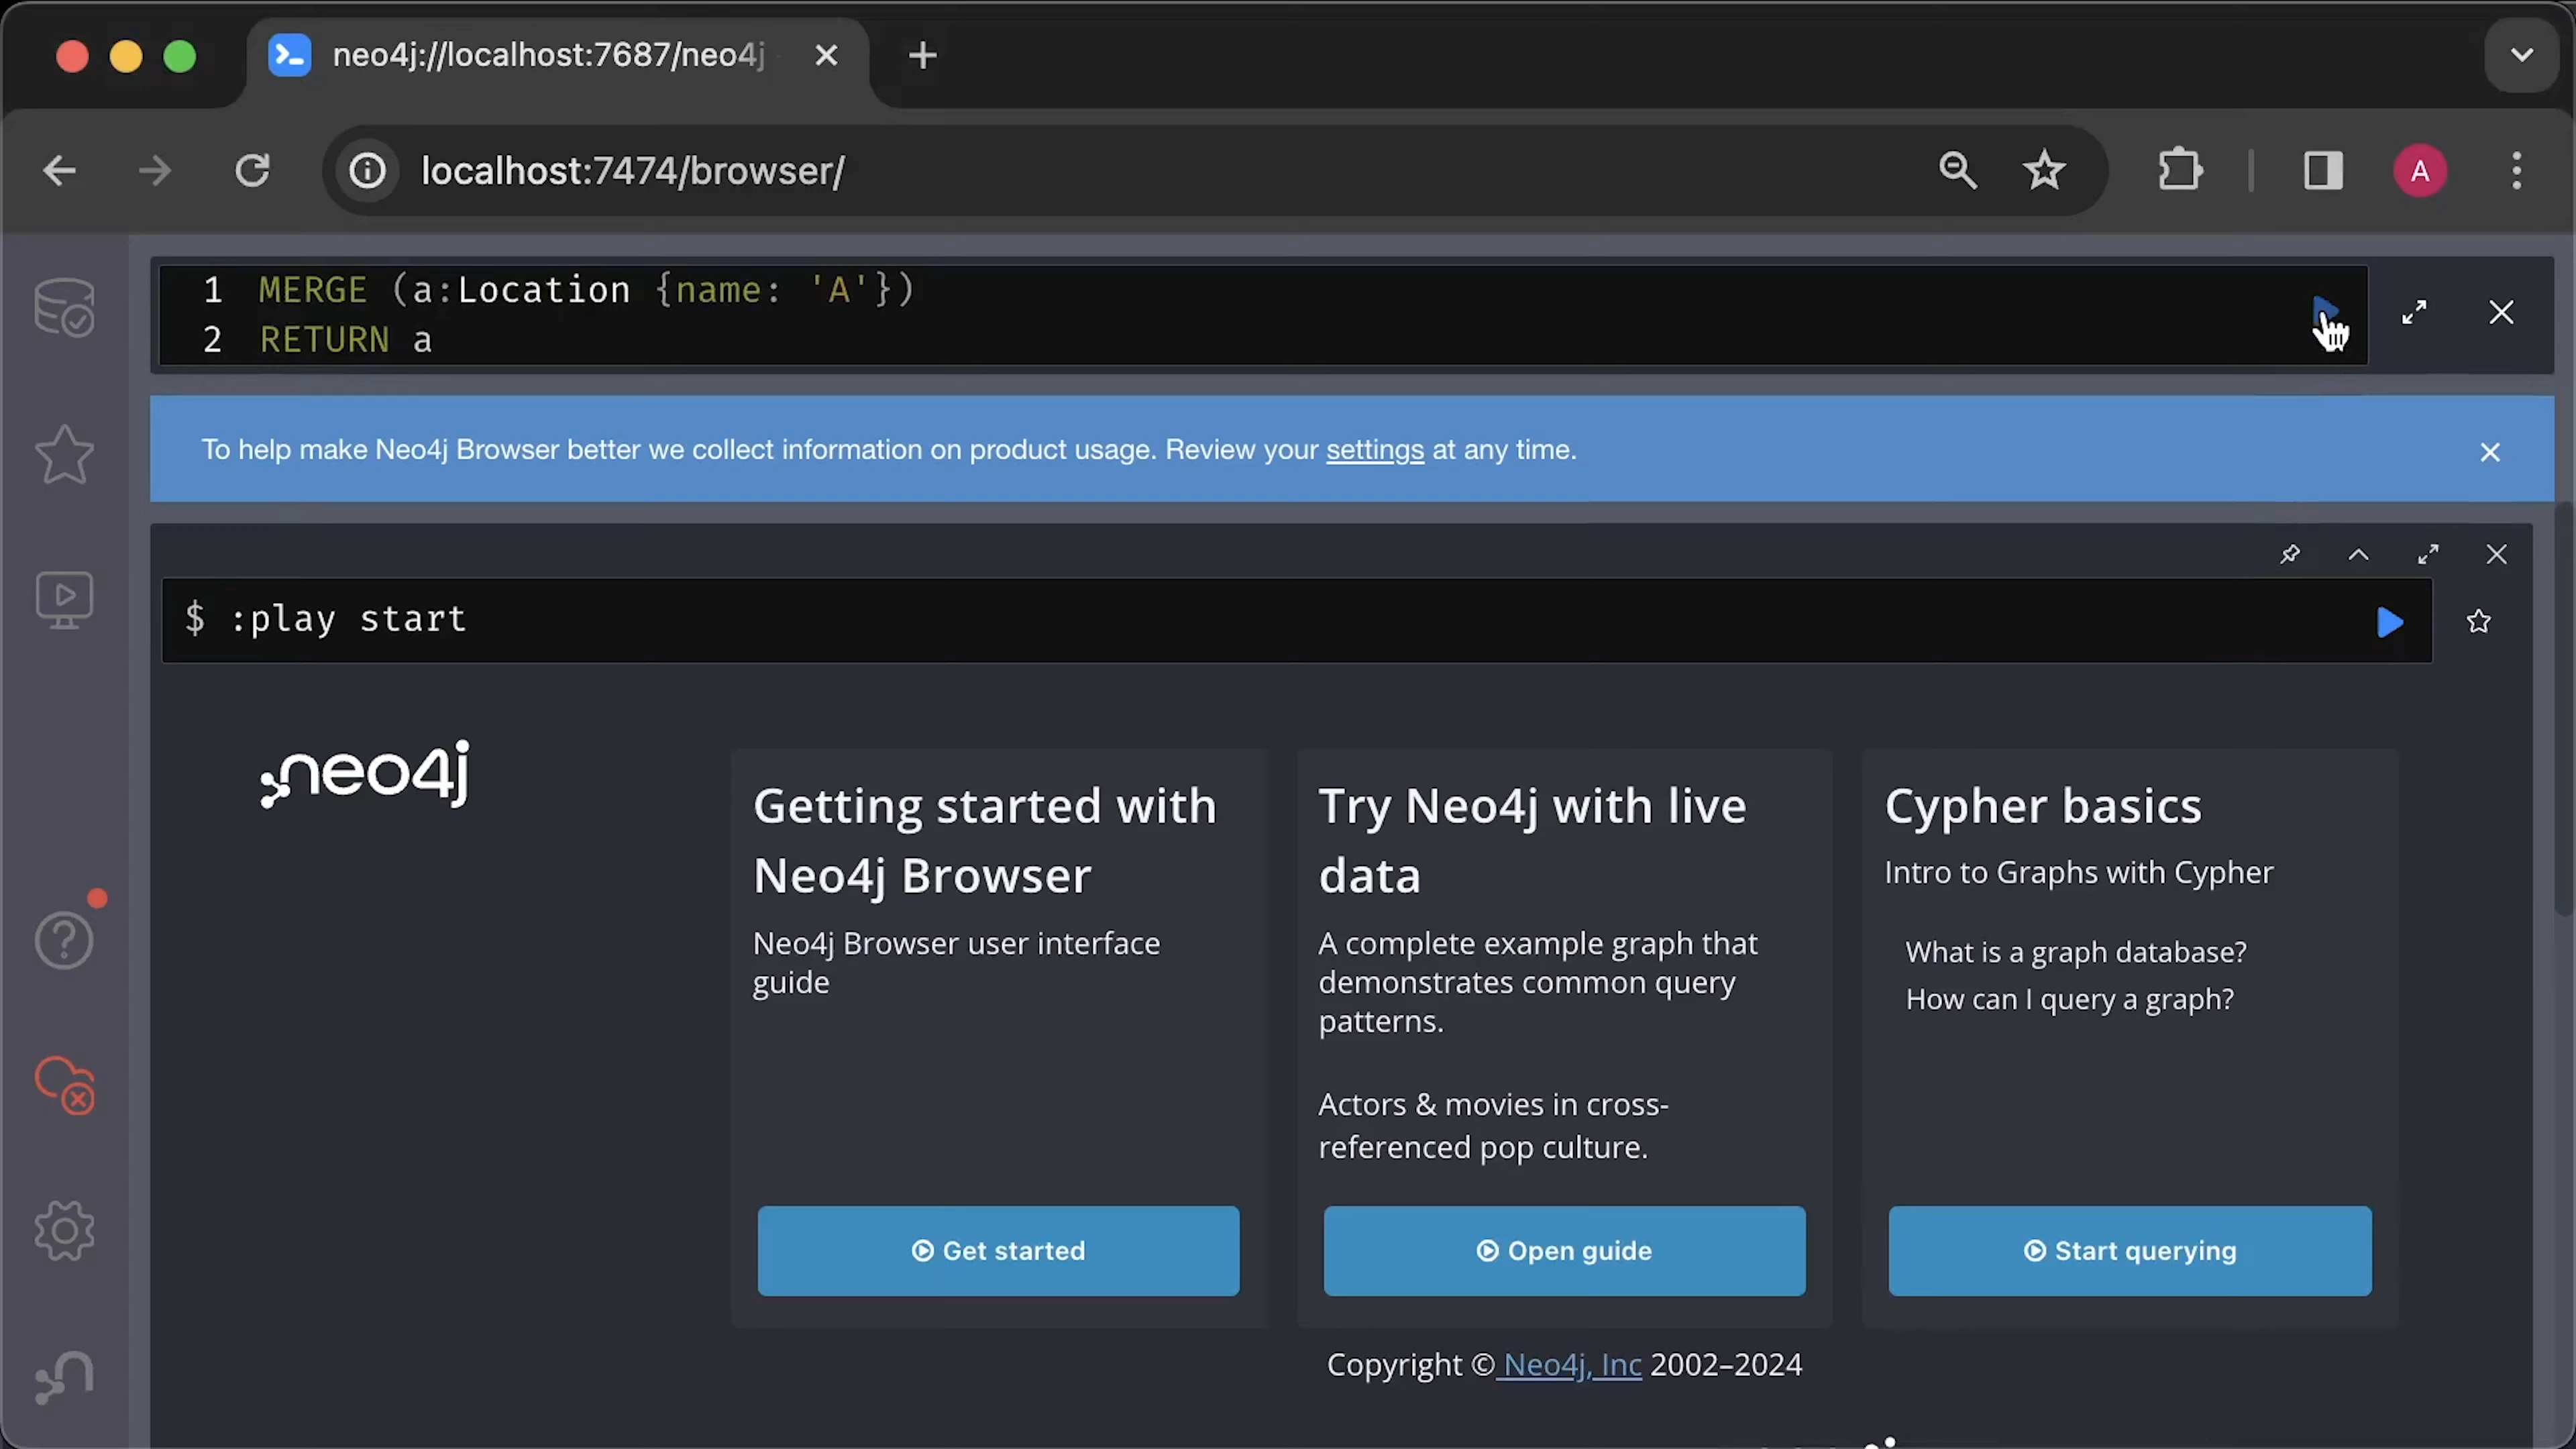 neo4j://localhost:7687/neo4j
localhost:7474/browser/
A
1 MERGE (a:Location {name: 'A'})
2 RETURN a
To help make Neo4j Browser better we collect information on product usage. Review your settings at any time.
$ :play start
neo4j
Getting started with
Neo4j Browser
Neo4j Browser user interface
guide
Get started
Try Neo4j with live
data
A complete example graph that
demonstrates common query
patterns.
Actors & movies in cross-
referenced pop culture.
Open guide
Cypher basics
Intro to Graphs with Cypher
What is a graph database?
How can I query a graph?
Start querying
Copyright © Neo4j, Inc 2002–2024